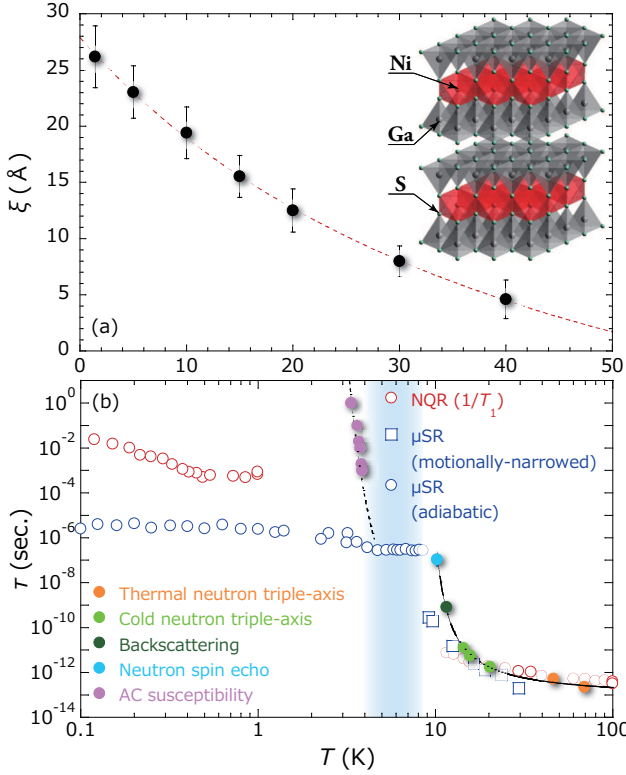 30
25
20
15
10
5
0
ξ (Å)
Ni
Ga
S
(a)
0 10 20 30 40 50
(b)
10^0
10^-2
10^-4
10^-6
10^-8
10^-10
10^-12
10^-14
τ (sec.)
NQR (1/T_1)
μSR
(motionally-narrowed)
μSR
(adiabatic)
Thermal neutron triple-axis
Cold neutron triple-axis
Backscattering
Neutron spin echo
AC susceptibility
0.1 1 10 100
T (K)